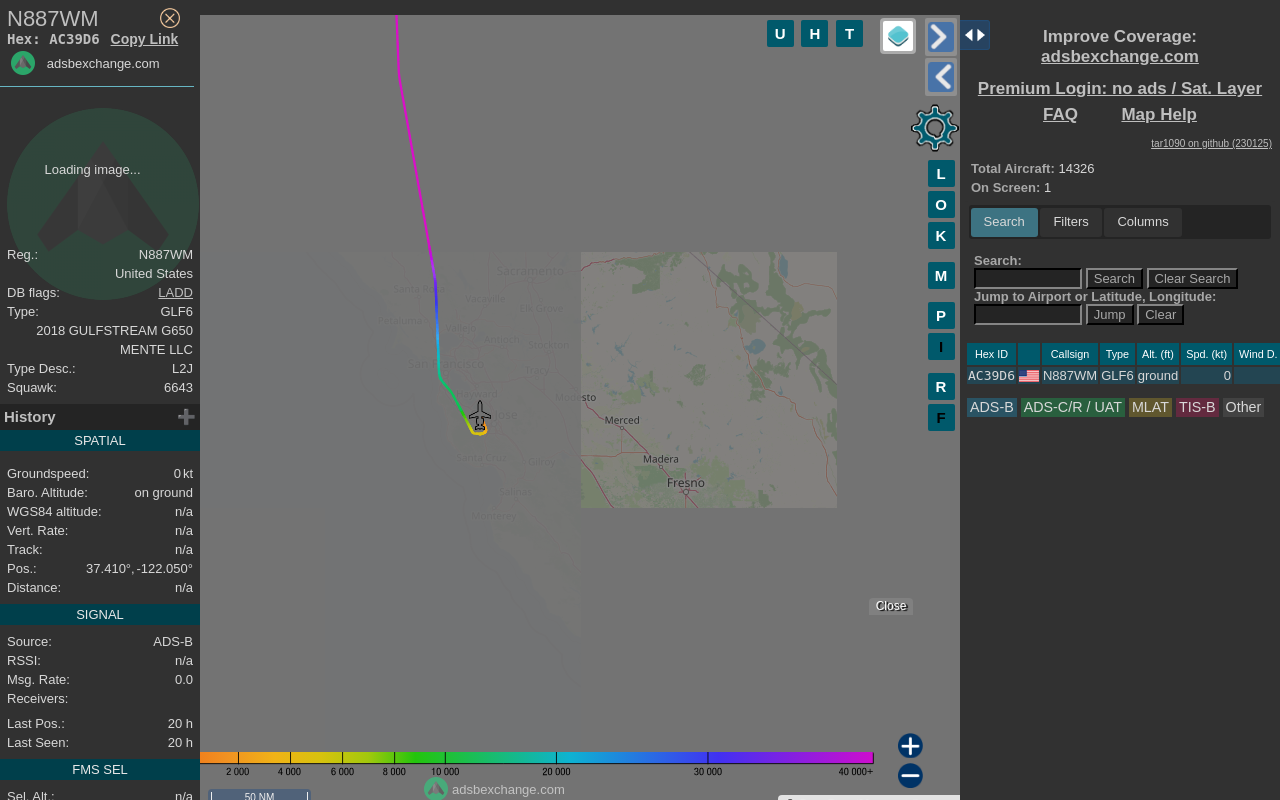 N887WM
Hex: AC39D6 Copy Link
adsbexchange.com
Loading image...
Reg.: N887WM
United States
DB flags: LADD
Type: GLF6
2018 GULFSTREAM G650
MENTE LLC
Type Desc.: L2J
Squawk: 6643
History
SPATIAL
Groundspeed: 0 kt
Baro. Altitude: on ground
WGS84 altitude: n/a
Vert. Rate: n/a
Track: n/a
Pos.: 37.410°, -122.050°
Distance: n/a
SIGNAL
Source: ADS-B
RSSI: n/a
Msg. Rate: 0.0
Receivers:
Last Pos.: 20 h
Last Seen: 20 h
FMS SEL
Sel. Alt.: n/a
U H T
L
O
K
M
P
I
R
F
Sacramento
Santa Rosa
Vacaville
Elk Grove
Stockton
San Francisco
Modesto
Merced
Madera
Fresno
Santa Cruz
Gilroy
Salinas
Monterey
Close
2 000 4 000 6 000 8 000 10 000 20 000 30 000 40 000+
adsbexchange.com
50 NM
Improve Coverage:
adsbexchange.com
Premium Login: no ads / Sat. Layer
FAQ Map Help
tar1090 on github (230125)
Total Aircraft: 14326
On Screen: 1
Search Filters Columns
Search:
Search Clear Search
Jump to Airport or Latitude, Longitude:
Jump Clear
Hex ID Callsign Type Alt. (ft) Spd. (kt) Wind D.
AC39D6 N887WM GLF6 ground 0
ADS-B ADS-C/R / UAT MLAT TIS-B Other